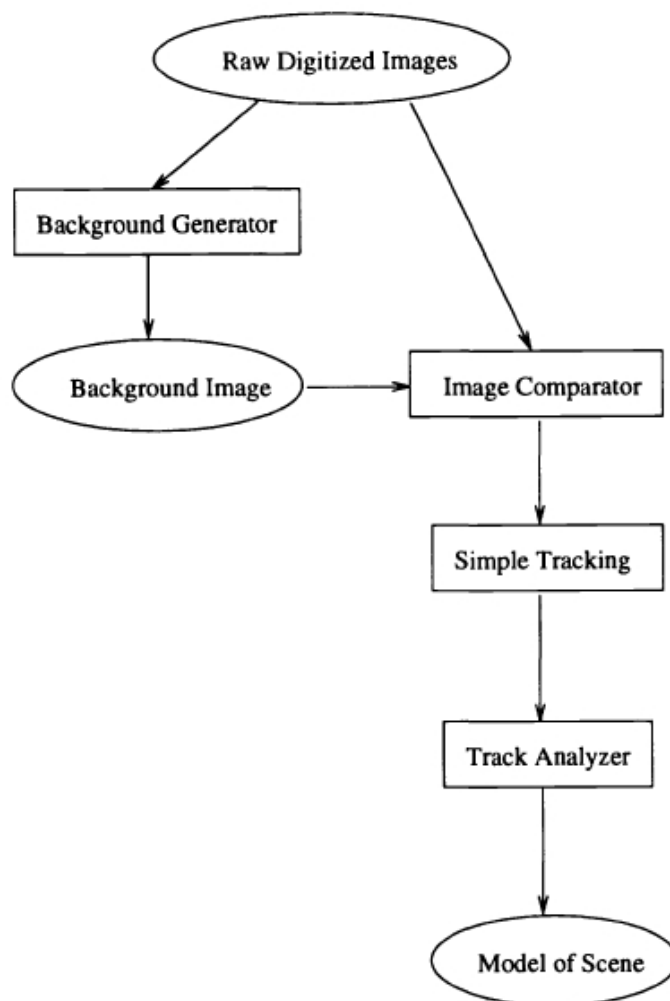 Raw Digitized Images
Background Generator
Background Image
Image Comparator
Simple Tracking
Track Analyzer
Model of Scene